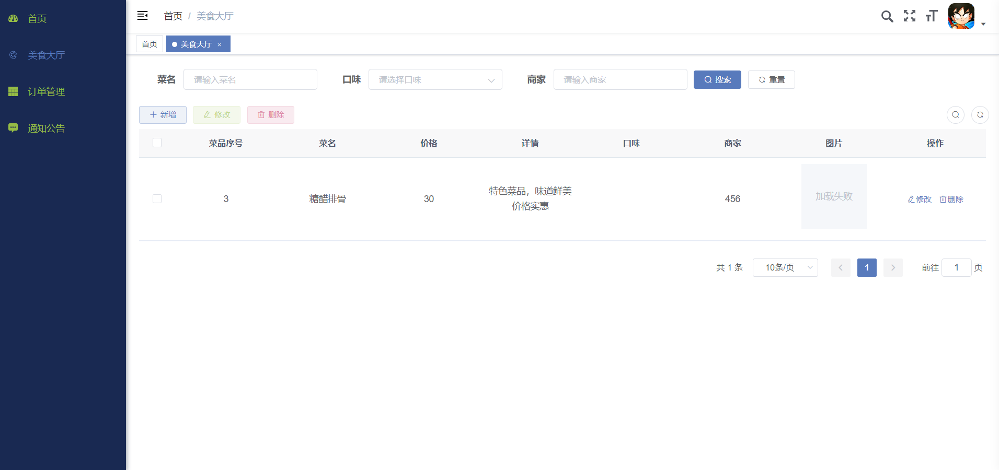 首页
美食大厅
订单管理
通知公告
首页 / 美食大厅
首页 美食大厅 ×
菜名 请输入菜名 口味 请选择口味 商家 请输入商家 搜索 重置
新增 修改 删除
菜品序号 菜名 价格 详情 口味 商家 图片 操作
3 糖醋排骨 30 特色菜品，味道鲜美 价格实惠 456 加载失败 修改 删除
共 1 条 10条/页 1 前往 1 页